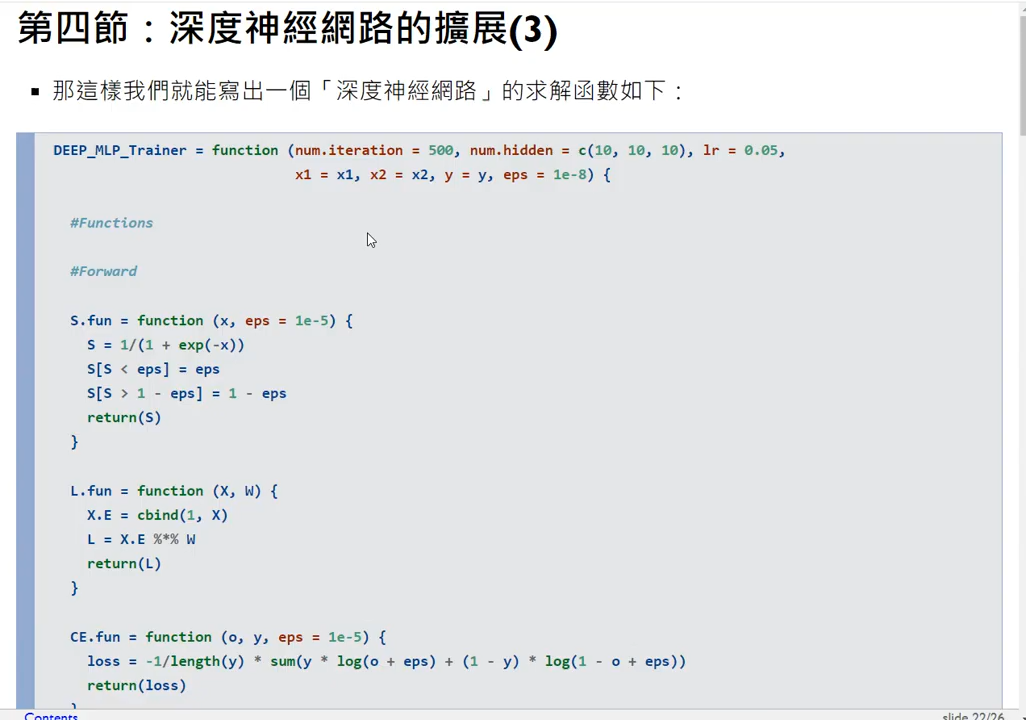 第四節：深度神經網路的擴展(3)
▪ 那這樣我們就能寫出一個「深度神經網路」的求解函數如下：
DEEP_MLP_Trainer = function (num.iteration = 500, num.hidden = c(10, 10, 10), lr = 0.05,
x1 = x1, x2 = x2, y = y, eps = 1e-8) {
#Functions
#Forward
S.fun = function (x, eps = 1e-5) {
S = 1/(1 + exp(-x))
S[S < eps] = eps
S[S > 1 - eps] = 1 - eps
return(S)
}
L.fun = function (X, W) {
X.E = cbind(1, X)
L = X.E %*% W
return(L)
}
CE.fun = function (o, y, eps = 1e-5) {
loss = -1/length(y) * sum(y * log(o + eps) + (1 - y) * log(1 - o + eps))
return(loss)
}
Contents
slide 22/26